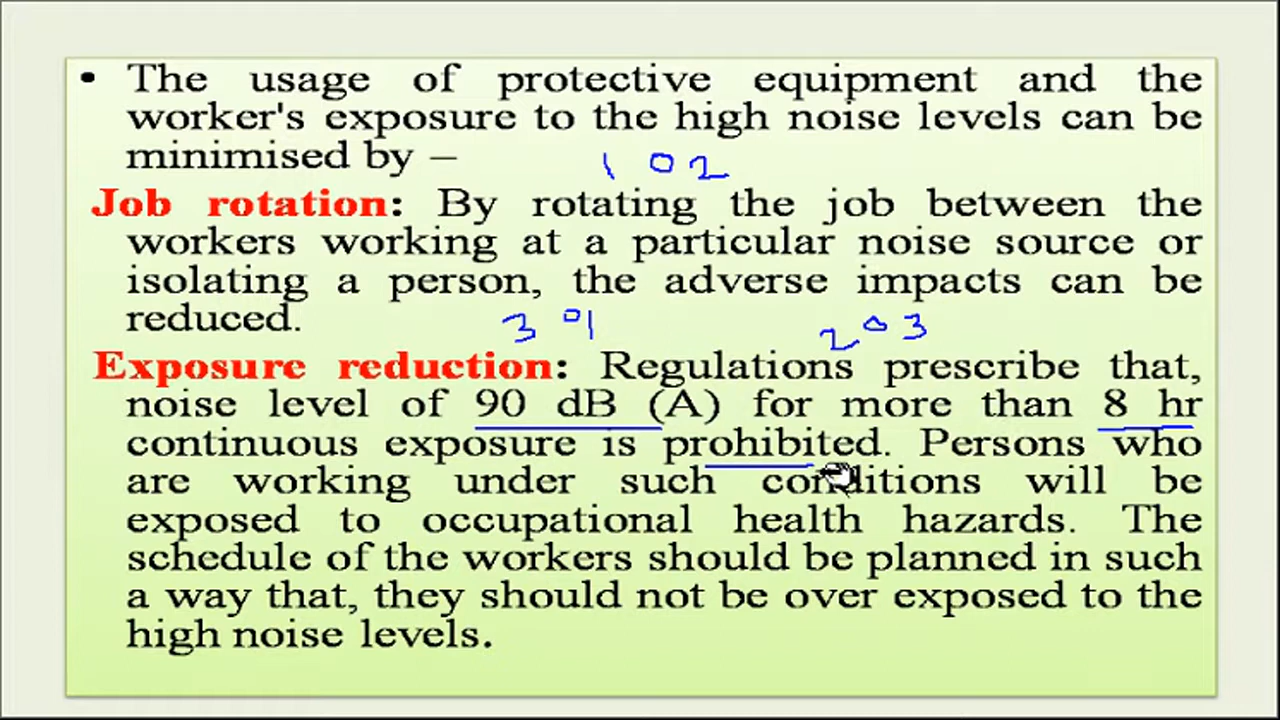 • The usage of protective equipment and the
worker's exposure to the high noise levels can be
minimised by –
1 0 2
Job rotation: By rotating the job between the
workers working at a particular noise source or
isolating a person, the adverse impacts can be
reduced.
3 0 1 2 0 3
Exposure reduction: Regulations prescribe that,
noise level of 90 dB (A) for more than 8 hr
continuous exposure is prohibited. Persons who
are working under such conditions will be
exposed to occupational health hazards. The
schedule of the workers should be planned in such
a way that, they should not be over exposed to the
high noise levels.